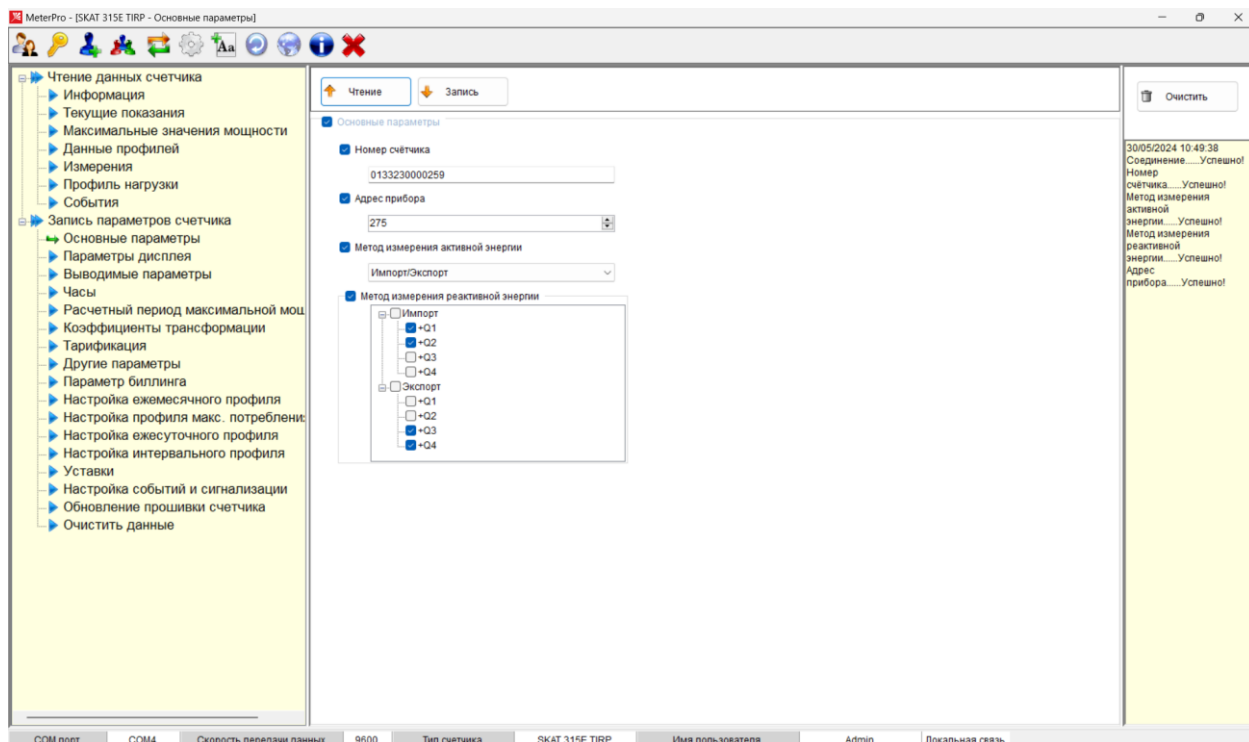 MeterPro - [SKAT 315E TIRP - Основные параметры]
Aa
Чтение данных счетчика
Информация
Текущие показания
Максимальные значения мощности
Данные профилей
Измерения
Профиль нагрузки
События
Запись параметров счетчика
Основные параметры
Параметры дисплея
Выводимые параметры
Часы
Расчетный период максимальной мощ
Коэффициенты трансформации
Тарификация
Другие параметры
Параметр биллинга
Настройка ежемесячного профиля
Настройка профиля макс. потреблени
Настройка ежесуточного профиля
Настройка интервального профиля
Уставки
Настройка событий и сигнализации
Обновление прошивки счетчика
Очистить данные
Чтение
Запись
Основные параметры
Номер счётчика
0133230000259
Адрес прибора
275
Метод измерения активной энергии
Импорт/Экспорт
Метод измерения реактивной энергии
Импорт
+Q1
+Q2
+Q3
+Q4
Экспорт
+Q1
+Q2
+Q3
+Q4
Очистить
30/05/2024 10:49:38
Соединение......Успешно!
Номер
счётчика......Успешно!
Метод измерения
активной
энергии......Успешно!
Метод измерения
реактивной
энергии......Успешно!
Адрес
прибора......Успешно!
COM порт COM4 Скорость передачи данных 9600 Тип счетчика SKAT 315E TIRP Имя пользователя Admin Локальная связь